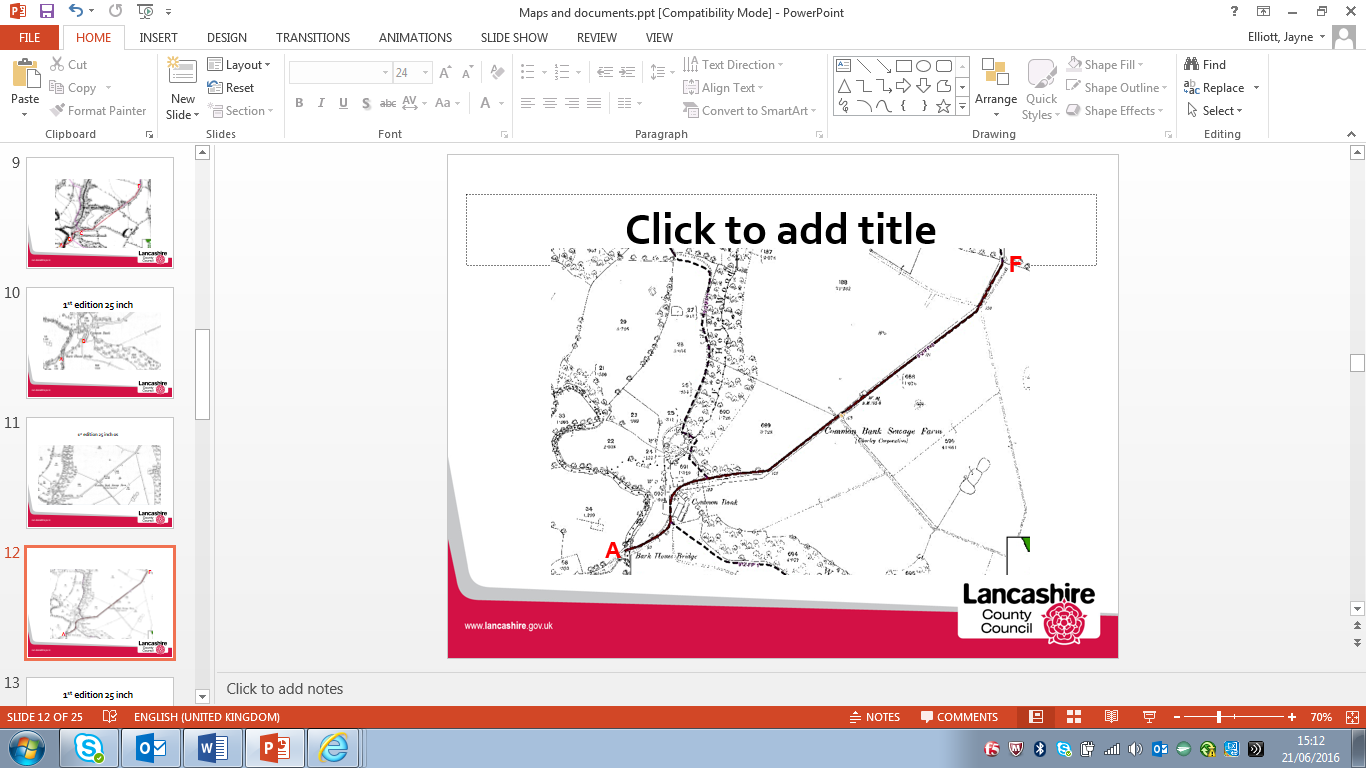 Maps and documents.ppt [Compatibility Mode] - PowerPoint
FILE HOME INSERT DESIGN TRANSITIONS ANIMATIONS SLIDE SHOW REVIEW VIEW
Elliott, Jayne
Paste
Cut
Copy
Format Painter
Clipboard
New Slide
Layout
Reset
Section
Slides
24
Font
Text Direction
Align Text
Convert to SmartArt
Paragraph
Arrange
Quick Styles
Shape Fill
Shape Outline
Shape Effects
Drawing
Find
Replace
Select
Editing
9
10
1st edition 25 inch
11
12
13
1st edition 25 inch
Click to add title
F
Common Bank Sewage Farm
(Chorley Corporation)
Common Bank
A
Bark House Bridge
www.lancashire.gov.uk
Lancashire
County
Council
Click to add notes
SLIDE 12 OF 25
ENGLISH (UNITED KINGDOM)
NOTES
COMMENTS
70%
15:12
21/06/2016